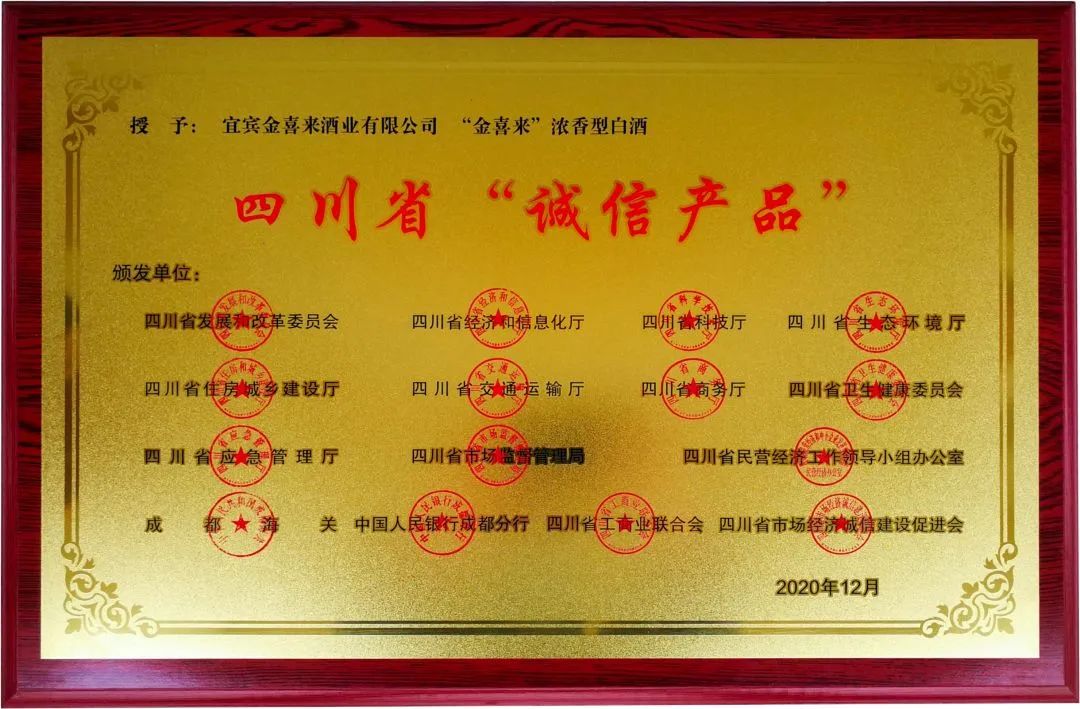 授 予： 宜宾金喜来酒业有限公司 “金喜来”浓香型白酒
四川省“诚信产品”
颁发单位：
四川省发展和改革委员会 四川省经济和信息化厅 四川省科技厅 四川省生态环境厅
四川省住房城乡建设厅 四川省交通运输厅 四川省商务厅 四川省卫生健康委员会
四川省应急管理厅 四川省市场监督管理局 四川省民营经济工作领导小组办公室
成都海关 中国人民银行成都分行 四川省工商业联合会 四川省市场经济诚信建设促进会
2020年12月